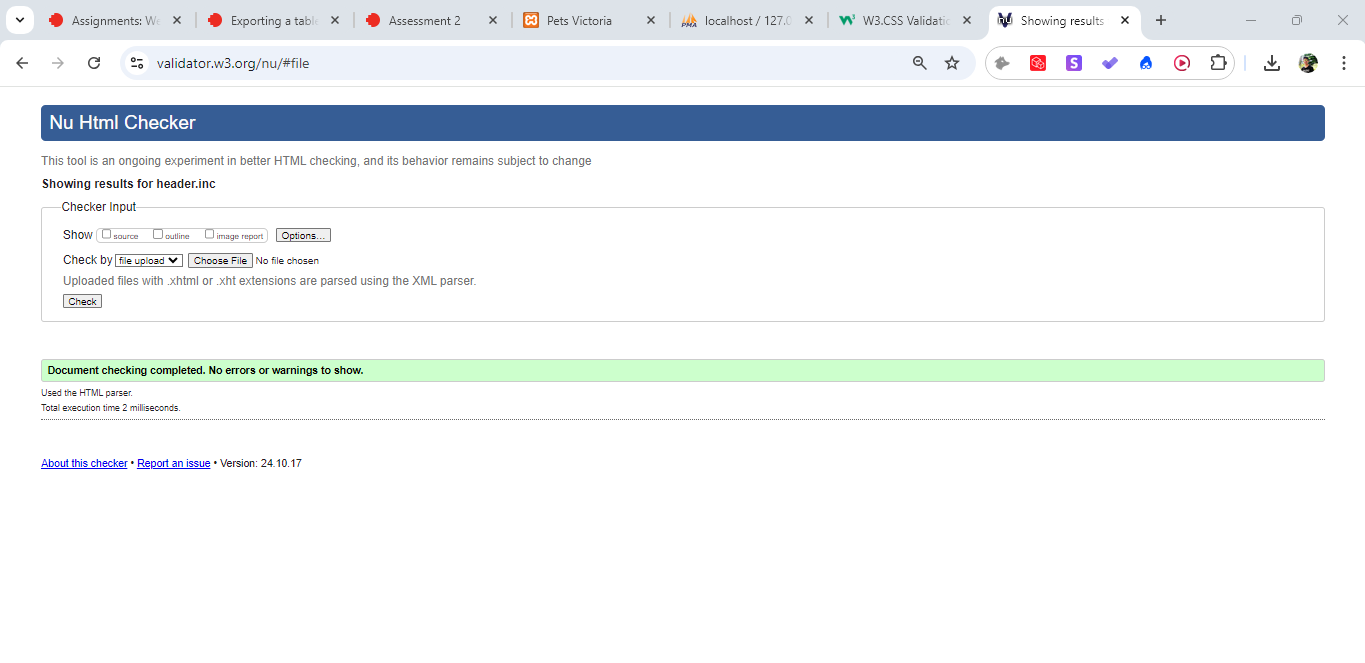 Assignments: We
Exporting a table
Assessment 2
Pets Victoria
localhost / 127.0
W3.CSS Validatio
Showing results
validator.w3.org/nu/#file
Nu Html Checker
This tool is an ongoing experiment in better HTML checking, and its behavior remains subject to change
Showing results for header.inc
Checker Input
Show source outline image report Options...
Check by file upload Choose File No file chosen
Uploaded files with .xhtml or .xht extensions are parsed using the XML parser.
Check
Document checking completed. No errors or warnings to show.
Used the HTML parser.
Total execution time 2 milliseconds.
About this checker • Report an issue • Version: 24.10.17